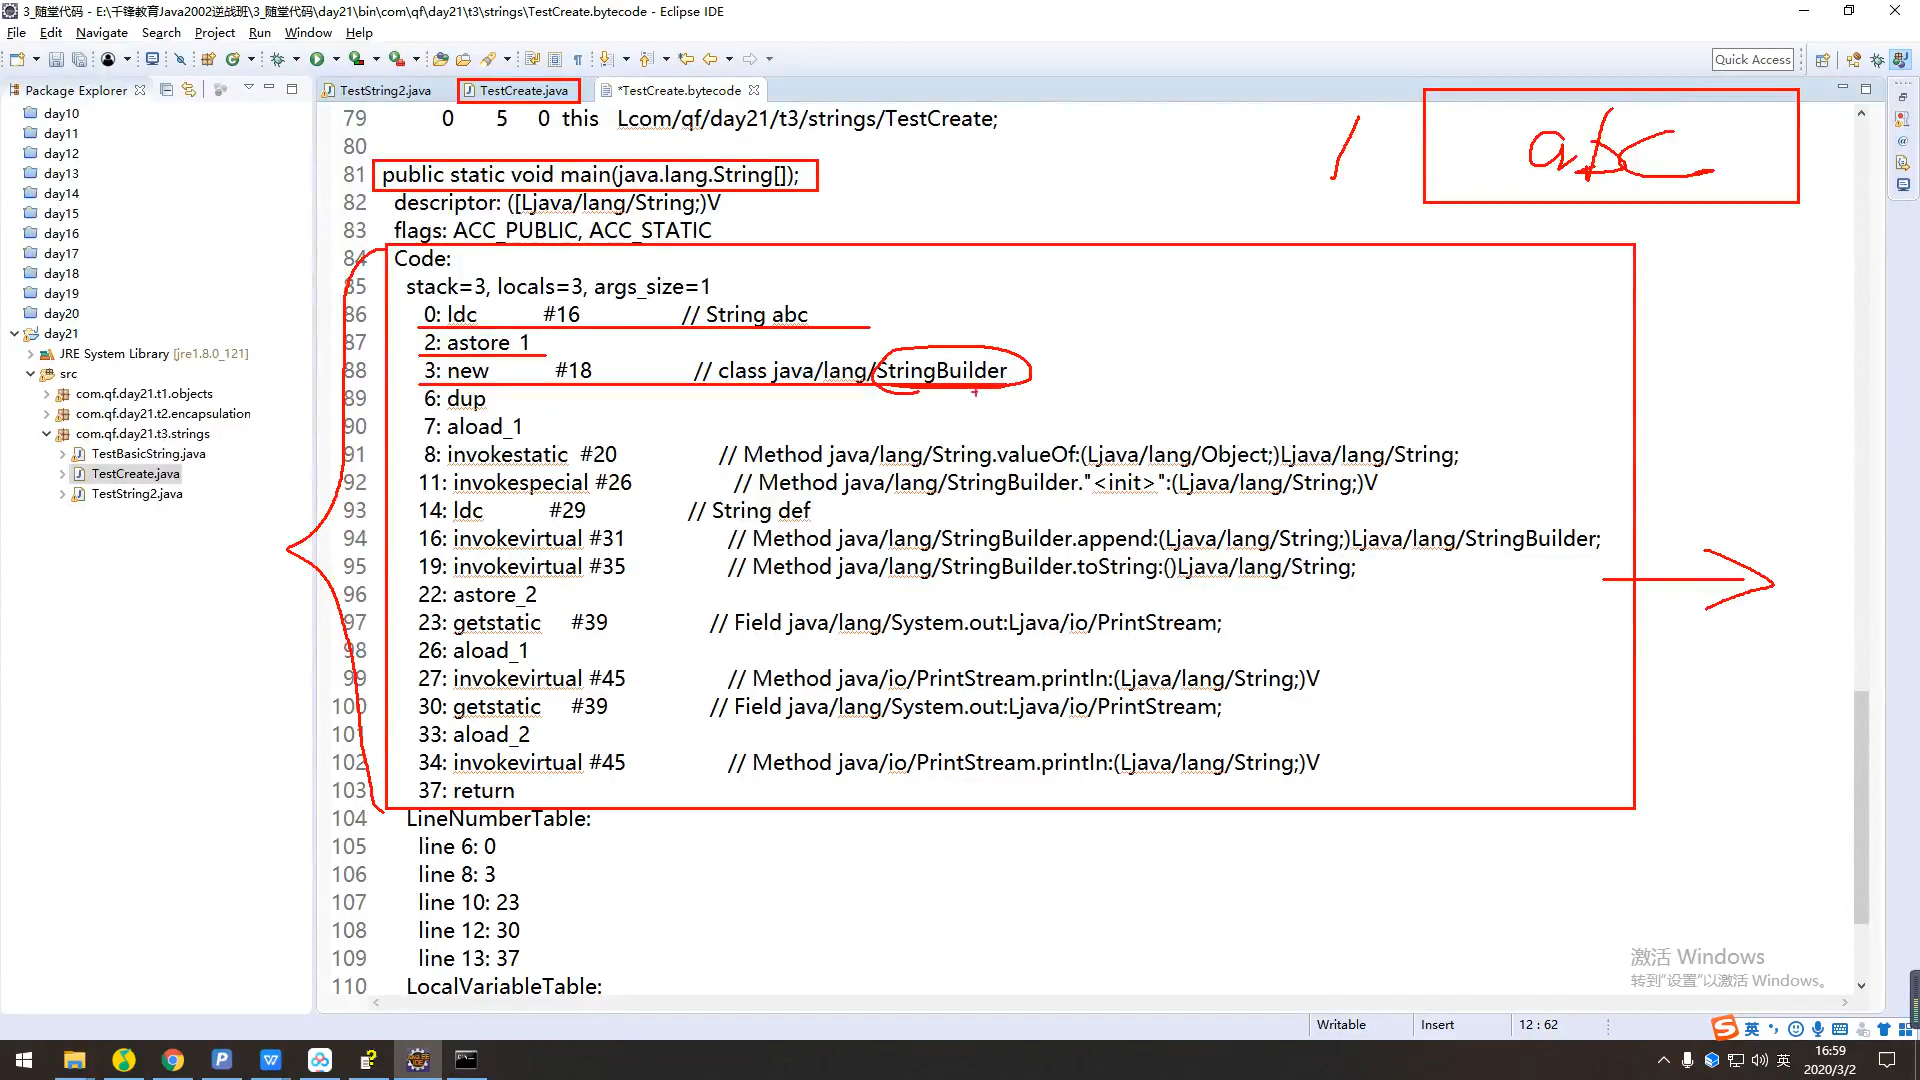 3_随堂代码 - E:\千锋教育Java2002逆战班\3_随堂代码\day21\bin\com\qf\day21\t3\strings\TestCreate.bytecode - Eclipse IDE
File Edit Navigate Search Project Run Window Help
Quick Access
Package Explorer
TestString2.java TestCreate.java *TestCreate.bytecode
day10
day11
day12
day13
day14
day15
day16
day17
day18
day19
day20
day21
JRE System Library [jre1.8.0_121]
src
com.qf.day21.t1.objects
com.qf.day21.t2.encapsulation
com.qf.day21.t3.strings
TestBasicString.java
TestCreate.java
TestString2.java
79 0 5 0 this Lcom/qf/day21/t3/strings/TestCreate;
80
81 public static void main(java.lang.String[]);
82 descriptor: ([Ljava/lang/String;)V
83 flags: ACC_PUBLIC, ACC_STATIC
84 Code:
85 stack=3, locals=3, args_size=1
86 0: ldc #16 // String abc
87 2: astore_1
88 3: new #18 // class java/lang/StringBuilder
89 6: dup
90 7: aload_1
91 8: invokestatic #20 // Method java/lang/String.valueOf:(Ljava/lang/Object;)Ljava/lang/String;
92 11: invokespecial #26 // Method java/lang/StringBuilder."<init>":(Ljava/lang/String;)V
93 14: ldc #29 // String def
94 16: invokevirtual #31 // Method java/lang/StringBuilder.append:(Ljava/lang/String;)Ljava/lang/StringBuilder;
95 19: invokevirtual #35 // Method java/lang/StringBuilder.toString:()Ljava/lang/String;
96 22: astore_2
97 23: getstatic #39 // Field java/lang/System.out:Ljava/io/PrintStream;
98 26: aload_1
99 27: invokevirtual #45 // Method java/io/PrintStream.println:(Ljava/lang/String;)V
100 30: getstatic #39 // Field java/lang/System.out:Ljava/io/PrintStream;
101 33: aload_2
102 34: invokevirtual #45 // Method java/io/PrintStream.println:(Ljava/lang/String;)V
103 37: return
104 LineNumberTable:
105 line 6: 0
106 line 8: 3
107 line 10: 23
108 line 12: 30
109 line 13: 37
110 LocalVariableTable:
abc
激活 Windows
转到"设置"以激活 Windows。
Writable Insert 12 : 62
英
英
16:59
2020/3/2